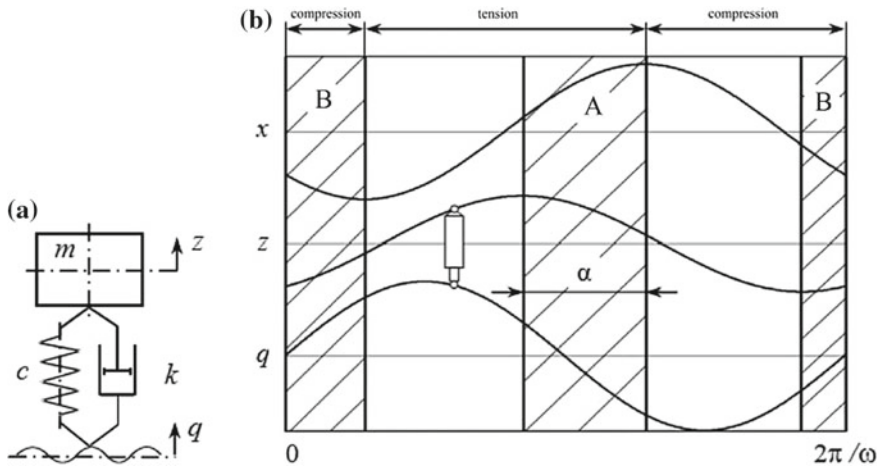 (b)
compression tension compression
B A B
x
z
α
q
0 2π/ω
(a)
m z
c k
q